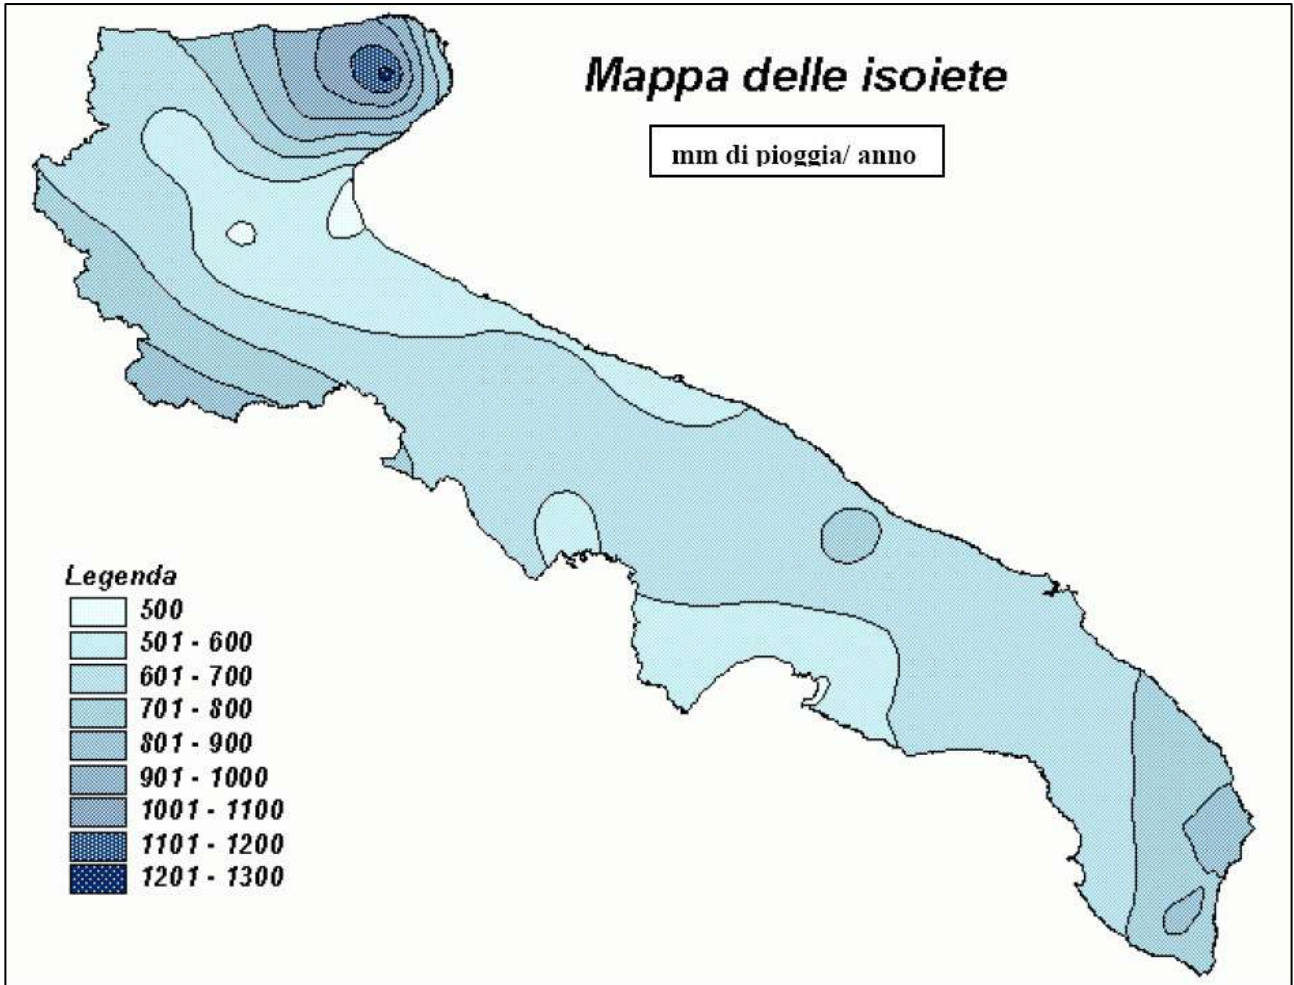 Mappa delle isoiete
mm di pioggia/ anno
Legenda
500
501 - 600
601 - 700
701 - 800
801 - 900
901 - 1000
1001 - 1100
1101 - 1200
1201 - 1300